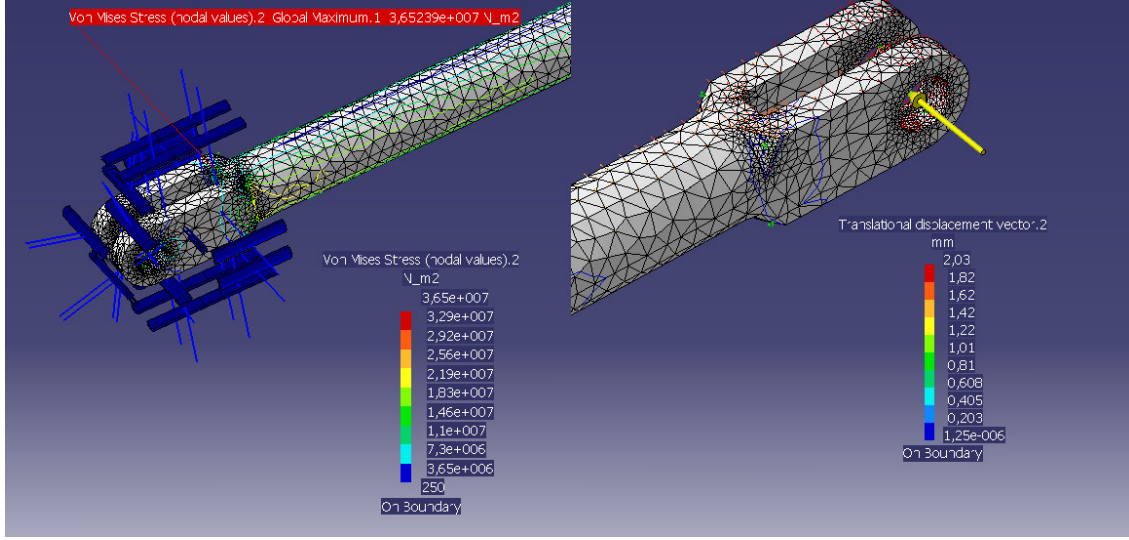 Von Mises Stress (nodal values).2 Global Maximum.1 3,65239e+007 N_m2
Von Mises Stress (nodal values).2
N_m2
3,65e+007
3,29e+007
2,92e+007
2,56e+007
2,19e+007
1,83e+007
1,46e+007
1,1e+007
7,3e+006
3,65e+006
250
On Boundary
Translational displacement vector.2
mm
2,03
1,82
1,62
1,42
1,22
1,01
0,81
0,608
0,405
0,203
1,25e-006
On Boundary